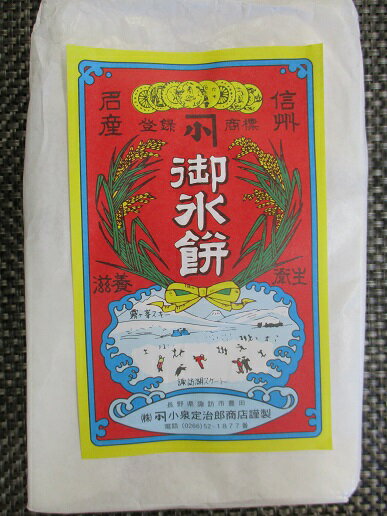 信州
名産
登録 商標
小
御氷餅
滋養
衛生
霧ヶ峯スキー
諏訪湖スケート
長野県諏訪市豊田
㈱ 小泉定治郎商店謹製
電話(0266)52-1877番